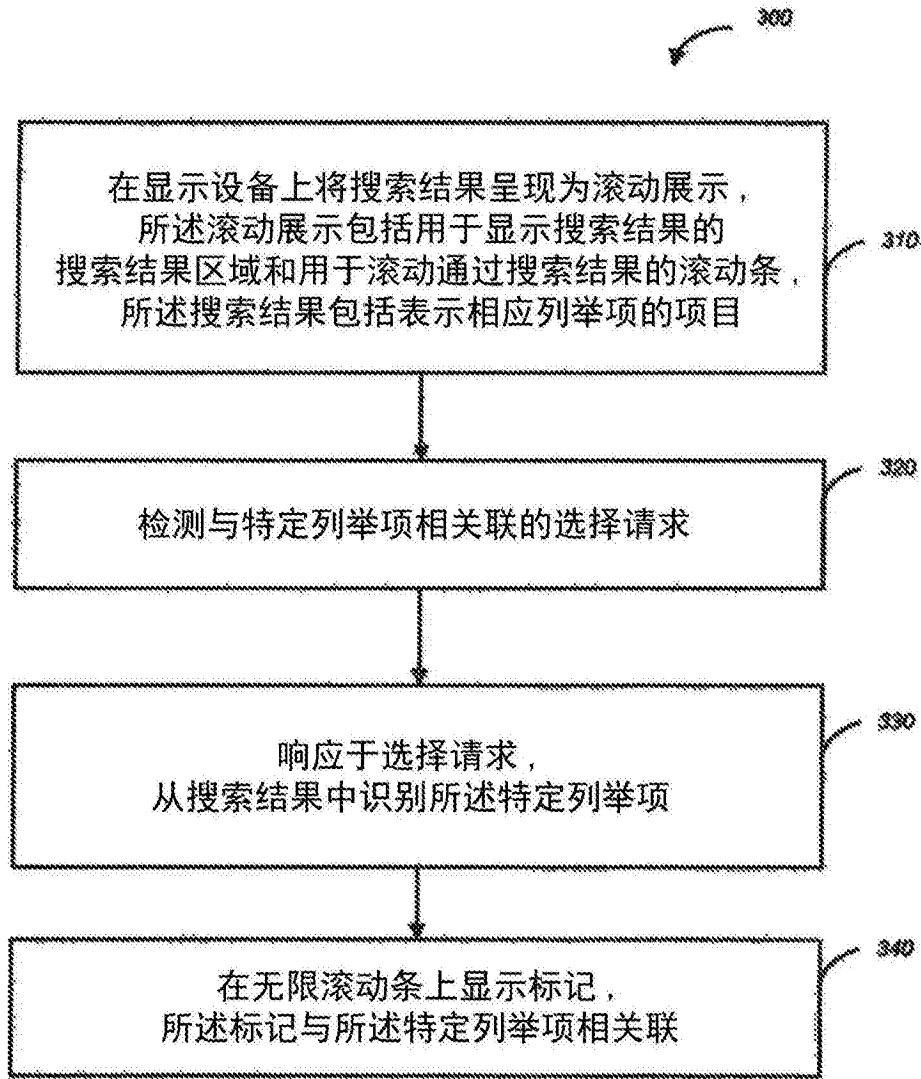 300
在显示设备上将搜索结果呈现为滚动展示，
所述滚动展示包括用于显示搜索结果的
搜索结果区域和用于滚动通过搜索结果的滚动条，
所述搜索结果包括表示相应列举项的项目
310
检测与特定列举项相关联的选择请求
320
响应于选择请求，
从搜索结果中识别所述特定列举项
330
在无限滚动条上显示标记，
所述标记与所述特定列举项相关联
340